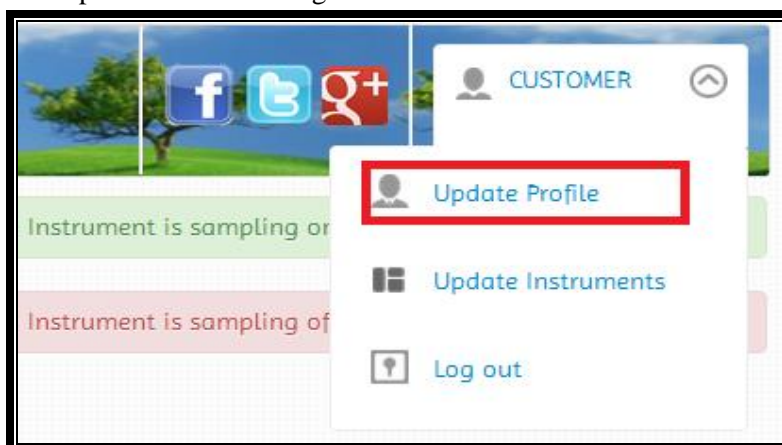 f t g+ CUSTOMER
Update Profile
Instrument is sampling or
Update Instruments
Instrument is sampling of
Log out